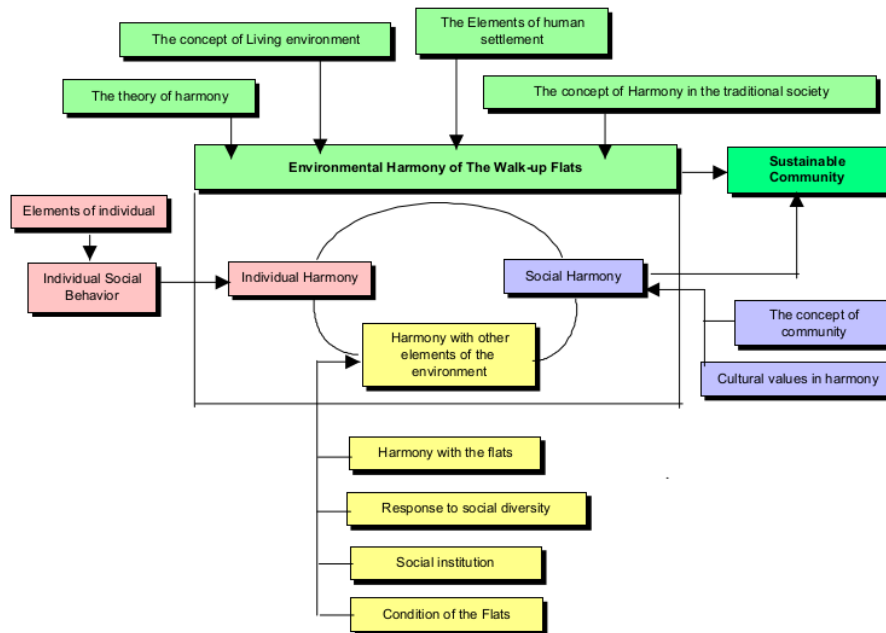 The Elements of human
settlement
The concept of Living environment
The theory of harmony
The concept of Harmony in the traditional society
Environmental Harmony of The Walk-up Flats
Sustainable
Community
Elements of individual
Individual Social
Behavior
Individual Harmony
Social Harmony
Harmony with other
elements of the
environment
The concept of
community
Cultural values in harmony
Harmony with the flats
Response to social diversity
Social institution
Condition of the Flats